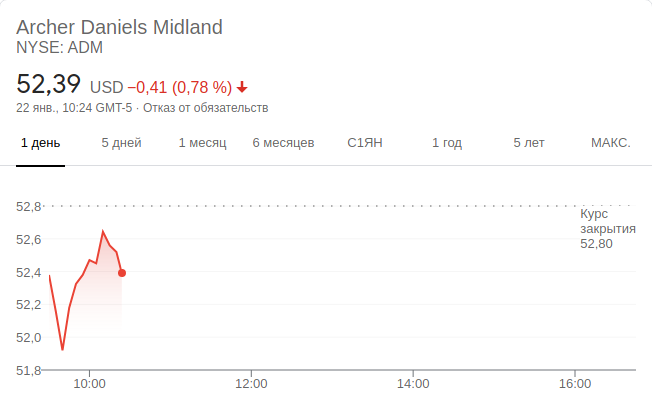 Archer Daniels Midland
NYSE: ADM
52,39 USD −0,41 (0,78 %)
22 янв., 10:24 GMT-5 · Отказ от обязательств
1 день 5 дней 1 месяц 6 месяцев С1ЯН 1 год 5 лет МАКС.
52,8
Курс
закрытия
52,80
52,6
52,4
52,2
52,0
51,8
10:00 12:00 14:00 16:00